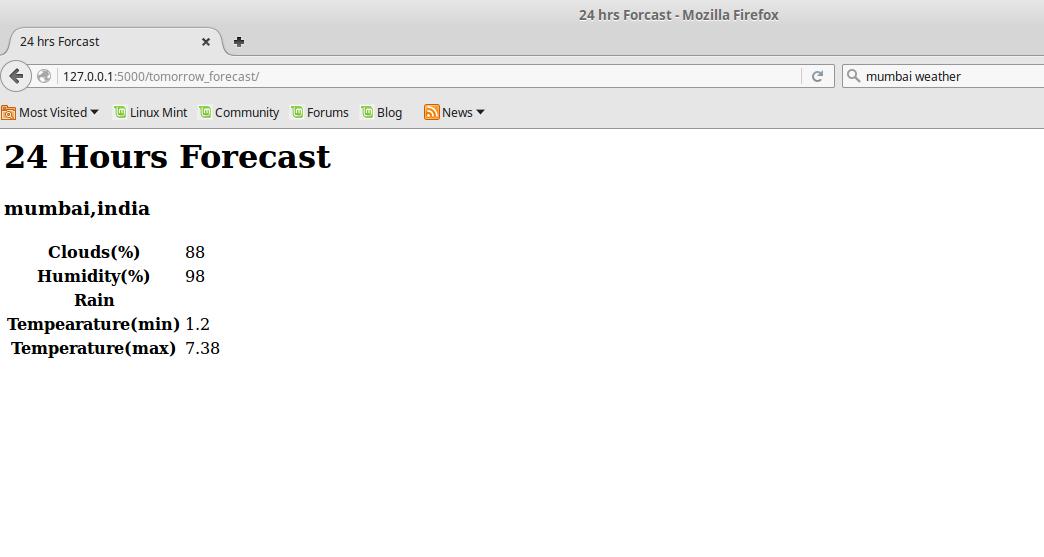 24 hrs Forcast - Mozilla Firefox
24 hrs Forcast
127.0.0.1:5000/tomorrow_forecast/ mumbai weather
Most Visited Linux Mint Community Forums Blog News
24 Hours Forecast
mumbai,india
Clouds(%) 88
Humidity(%) 98
Rain
Tempearature(min) 1.2
Temperature(max) 7.38